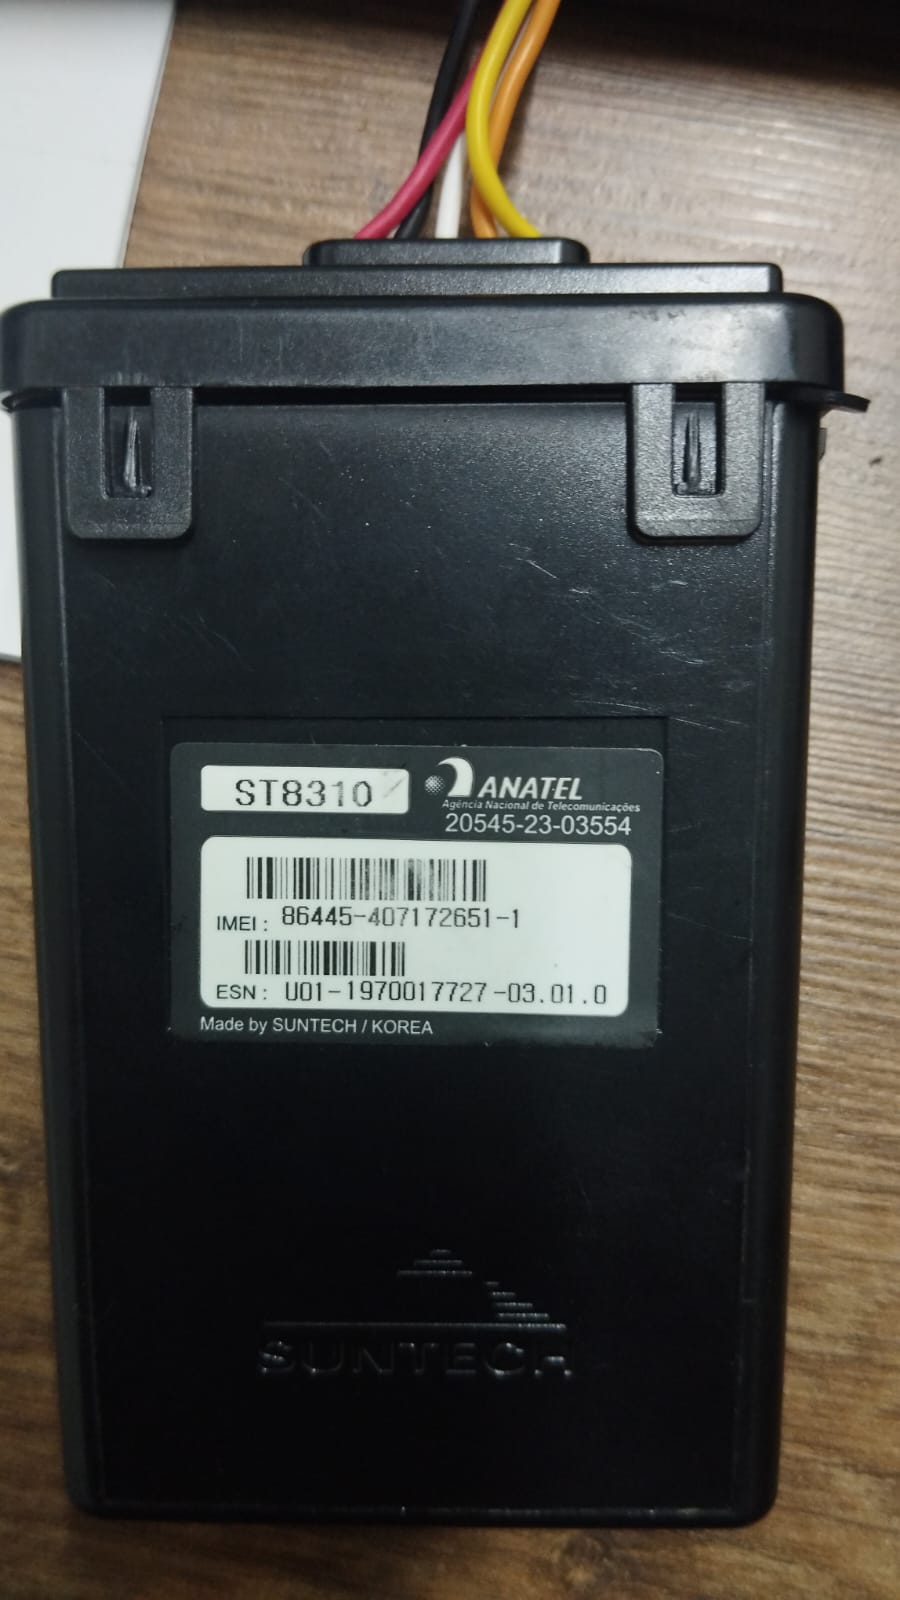 ST8310
ANATEL
Agência Nacional de Telecomunicações
20545-23-03554
IMEI : 86445-407172651-1
ESN : U01-1970017727-03.01.0
Made by SUNTECH / KOREA
SUNTECH